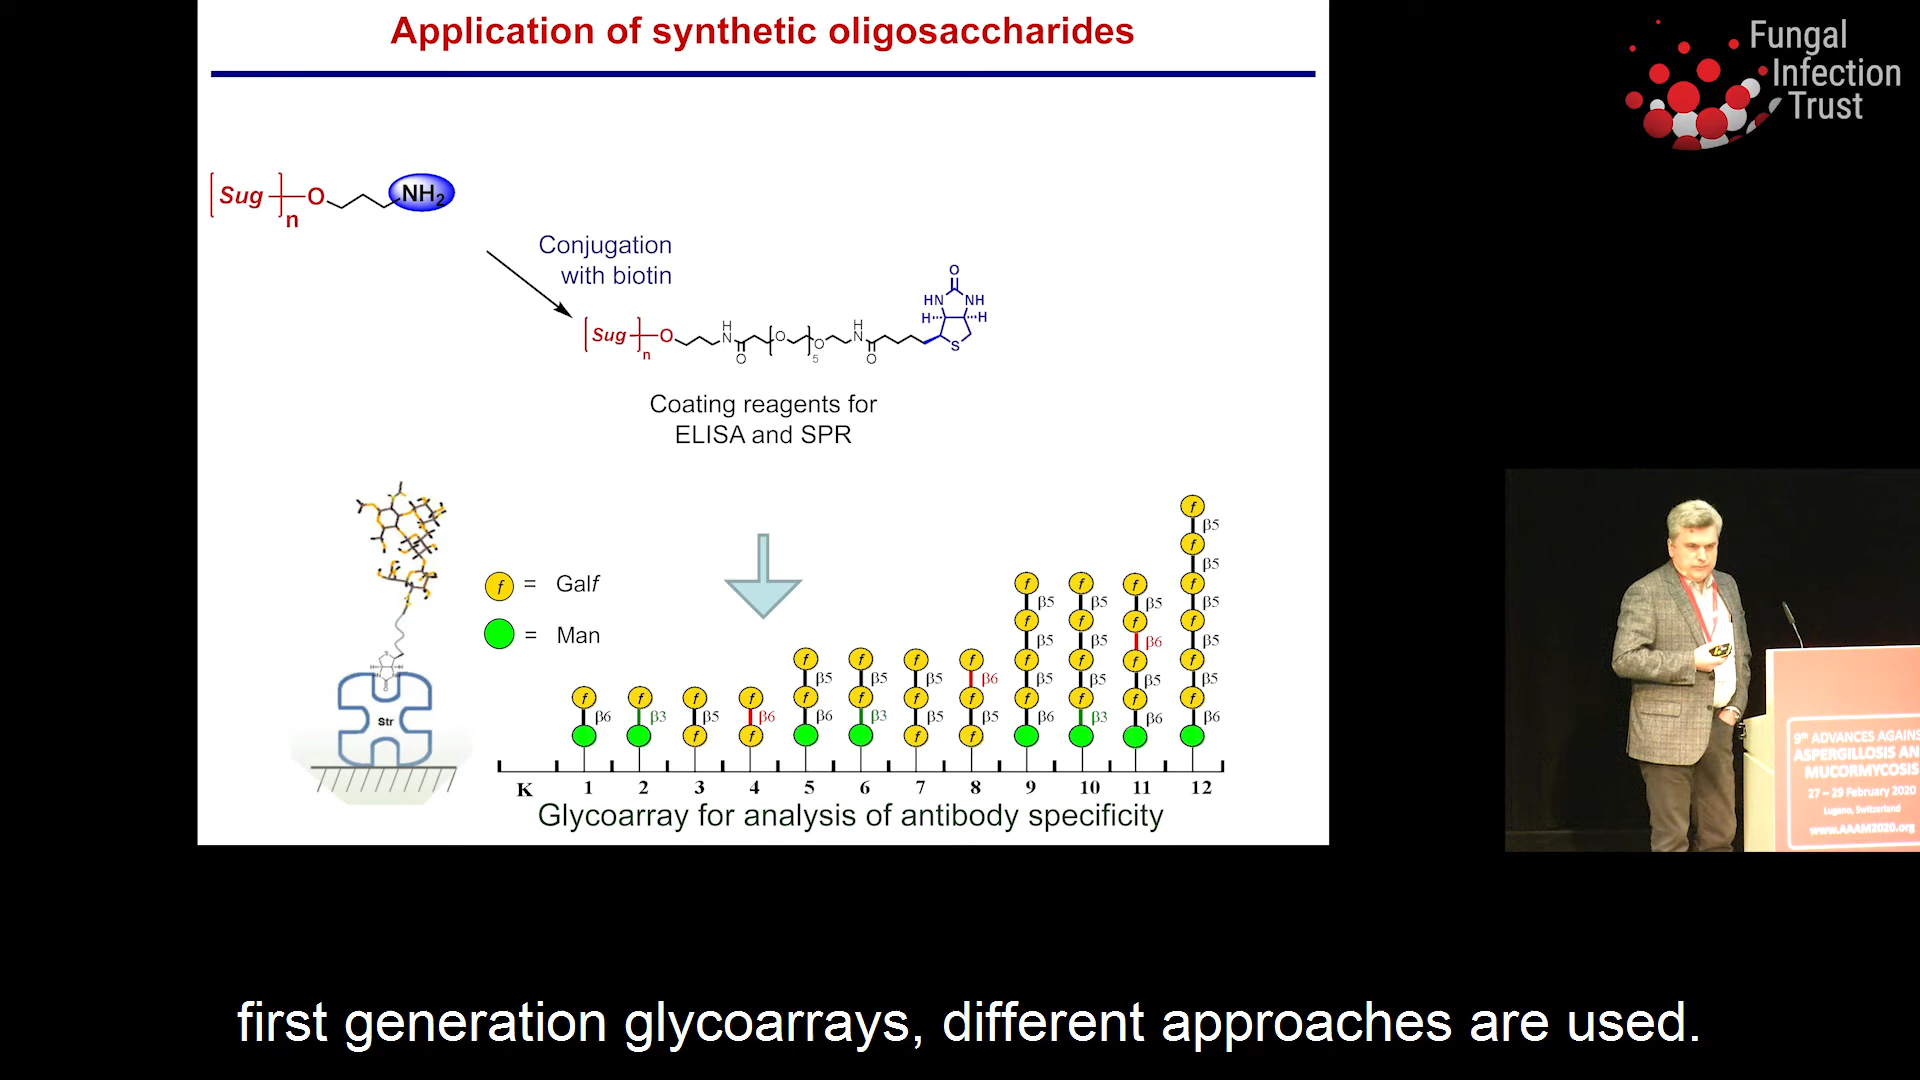 Application of synthetic oligosaccharides
Fungal
Infection
Trust
[Sug]n—O NH2
Conjugation
with biotin
[Sug]n—O H N O O 5 O H N O HN NH H H S O
Coating reagents for
ELISA and SPR
f = Galf
= Man
Str
f β6
f β3
f β5 f
f β6 f
f β5 f β6
f β5 f β3
f β5 f β5 f
f β6 f β5 f
f β5 f β5 f β5 f β6
f β5 f β5 f β5 f β3
f β5 f β6 f β5 f β6
f β5 f β5 f β5 f β5 f β5 f β6
K 1 2 3 4 5 6 7 8 9 10 11 12
Glycoarray for analysis of antibody specificity
9th ADVANCES AGAINS
ASPERGILLOSIS AN
MUCORMYCOSIS
27 – 29 February 2020
Lugano, Switzerland
www.AAAM2020.org
first generation glycoarrays, different approaches are used.